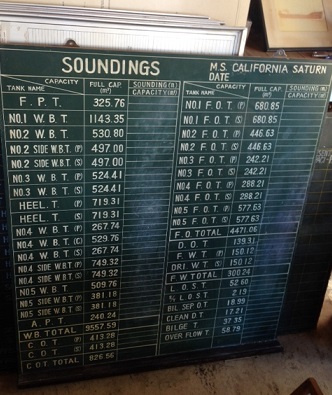 SOUNDINGS
M.S. CALIFORNIA SATURN
DATE
CAPACITY
TANK NAME
FULL CAP. (m³)
SOUNDING (m)
CAPACITY (m³)
F. P. T. 325.76
NO.1 W. B. T. 1143.35
NO.2 W. B. T. 530.80
NO.2 SIDE W.B.T. (P) 497.00
NO.2 SIDE W.B.T. (S) 497.00
NO.3 W. B. T. (P) 524.41
NO.3 W. B. T. (S) 524.41
HEEL. T. (P) 719.31
HEEL. T. (S) 719.31
NO.4 W. B. T. (P) 267.74
NO.4 W. B. T. (C) 529.76
NO.4 W. B. T. (S) 267.74
NO.4 SIDE W.B.T. (P) 749.32
NO.4 SIDE W.B.T. (S) 749.32
NO.5 W. B. T. 509.76
NO.5 SIDE W.B.T. (P) 381.18
NO.5 SIDE W.B.T. (S) 381.18
A. P. T. 240.24
W.B. TOTAL 9557.59
C. O. T. (P) 413.28
C. O. T. (S) 413.28
C.O.T. TOTAL 826.56
CAPACITY
TANK NAME
FULL CAP. (m³)
SOUNDING (m)
CAPACITY (m³)
NO.1 F. O. T. (P) 680.85
NO.1 F. O. T. (S) 680.85
NO.2 F. O. T. (P) 446.63
NO.2 F. O. T. (S) 446.63
NO.3 F. O. T. (P) 242.21
NO.3 F. O. T. (S) 242.21
NO.4 F. O. T. (P) 288.21
NO.4 F. O. T. (S) 288.21
NO.5 F. O. T. (P) 577.63
NO.5 F. O. T. (S) 577.63
F. O. TOTAL 4471.06
D. O. T. 139.31
F. W. T. (P) 150.12
DRI W. T. (S) 150.12
F. W. TOTAL 300.24
L. O. S. T. 52.60
L. O. S. T. 2.19
BIL. SEP. O. T. 18.99
CLEAN D. T. 17.21
BILGE T. 37.35
OVER FLOW T. 58.79